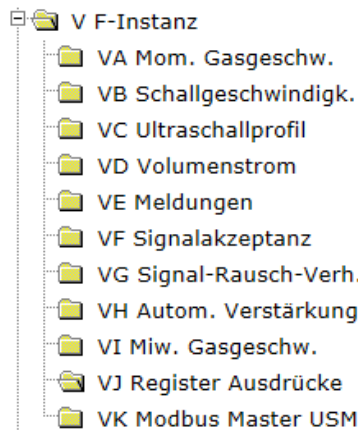 V F-Instanz
VA Mom. Gasgeschw.
VB Schallgeschwindigk.
VC Ultraschallprofil
VD Volumenstrom
VE Meldungen
VF Signalakzeptanz
VG Signal-Rausch-Verh.
VH Autom. Verstärkung
VI Miw. Gasgeschw.
VJ Register Ausdrücke
VK Modbus Master USM